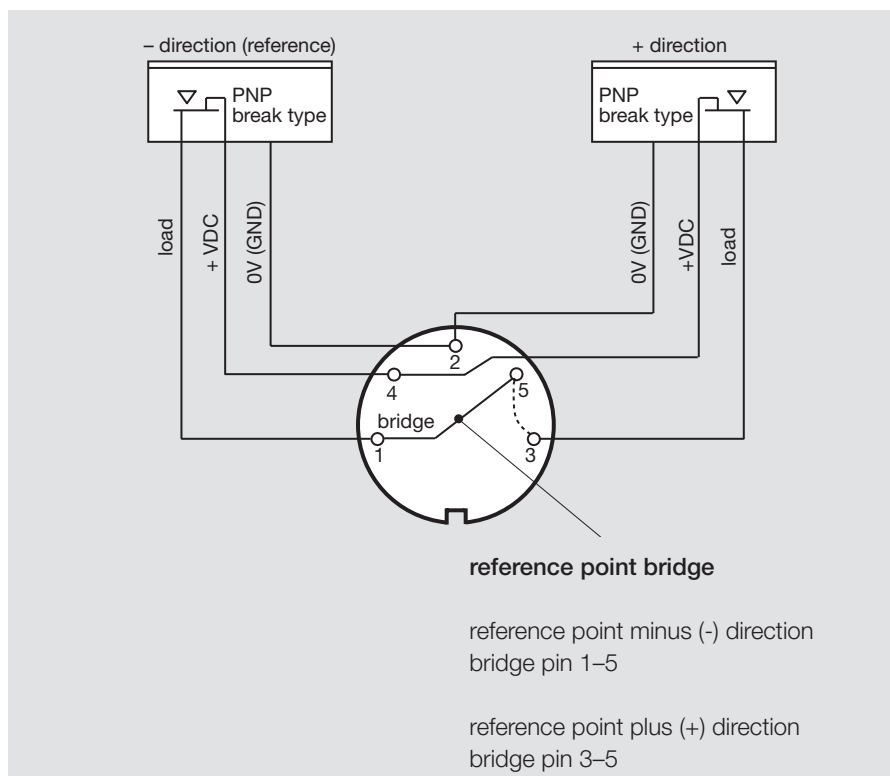 – direction (reference)
+ direction
PNP
break type
PNP
break type
load
+ VDC
0V (GND)
0V (GND)
+VDC
load
2
4
5
bridge
1
3
reference point bridge
reference point minus (-) direction
bridge pin 1–5
reference point plus (+) direction
bridge pin 3–5